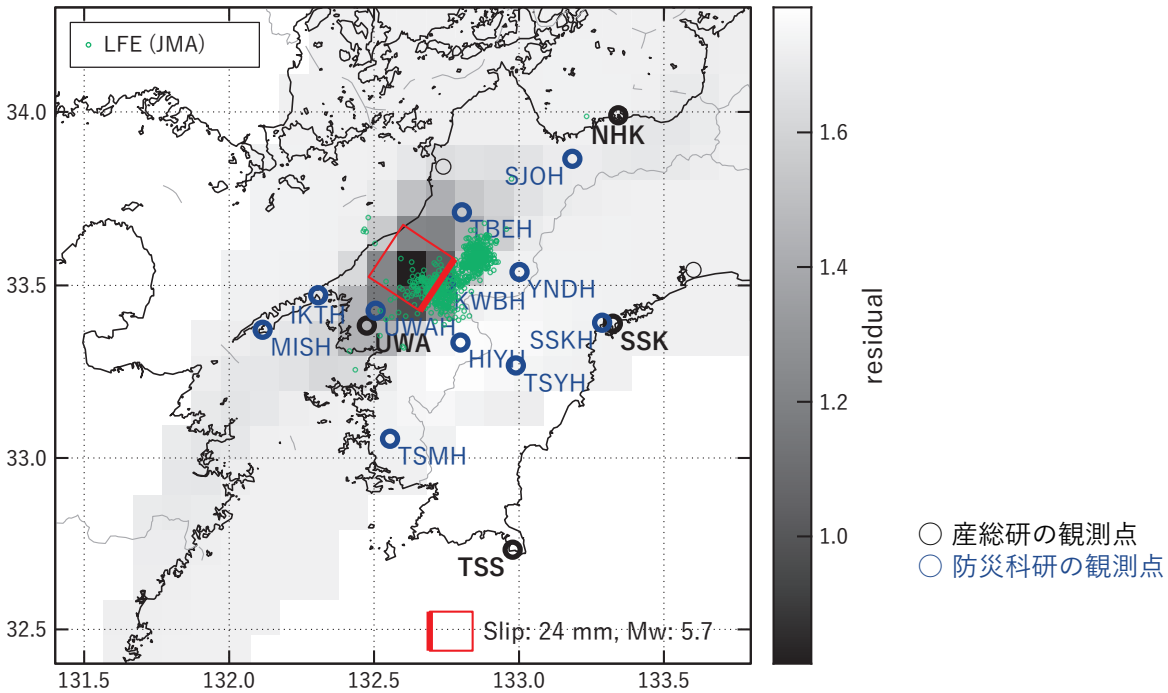 LFE (JMA)
34.0
33.5
33.0
32.5
131.5
132.0
132.5
133.0
133.5
NHK
SJOH
TBEH
YNDH
KWBH
IKTH
UWAH
UWA
MISH
HIYH
SSKH
SSK
TSYH
TSMH
TSS
Slip: 24 mm, Mw: 5.7
1.6
1.4
1.2
1.0
residual
産総研の観測点
防災科研の観測点